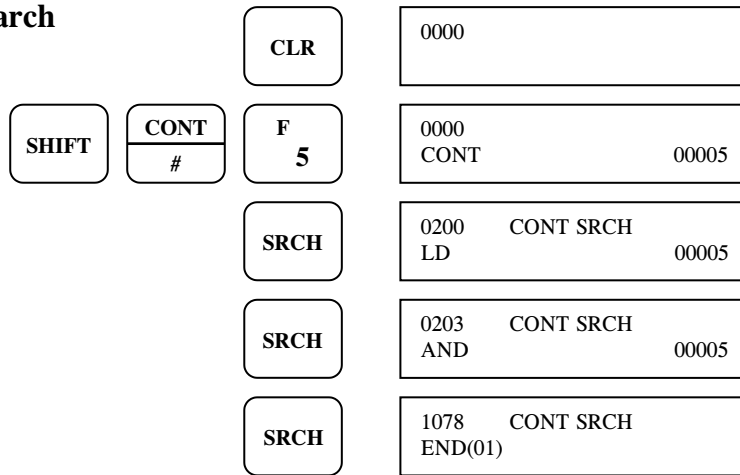 CLR
0000
SHIFT
CONT
#
F
5
0000
CONT 00005
SRCH
0200 CONT SRCH
LD 00005
SRCH
0203 CONT SRCH
AND 00005
SRCH
1078 CONT SRCH
END(01)